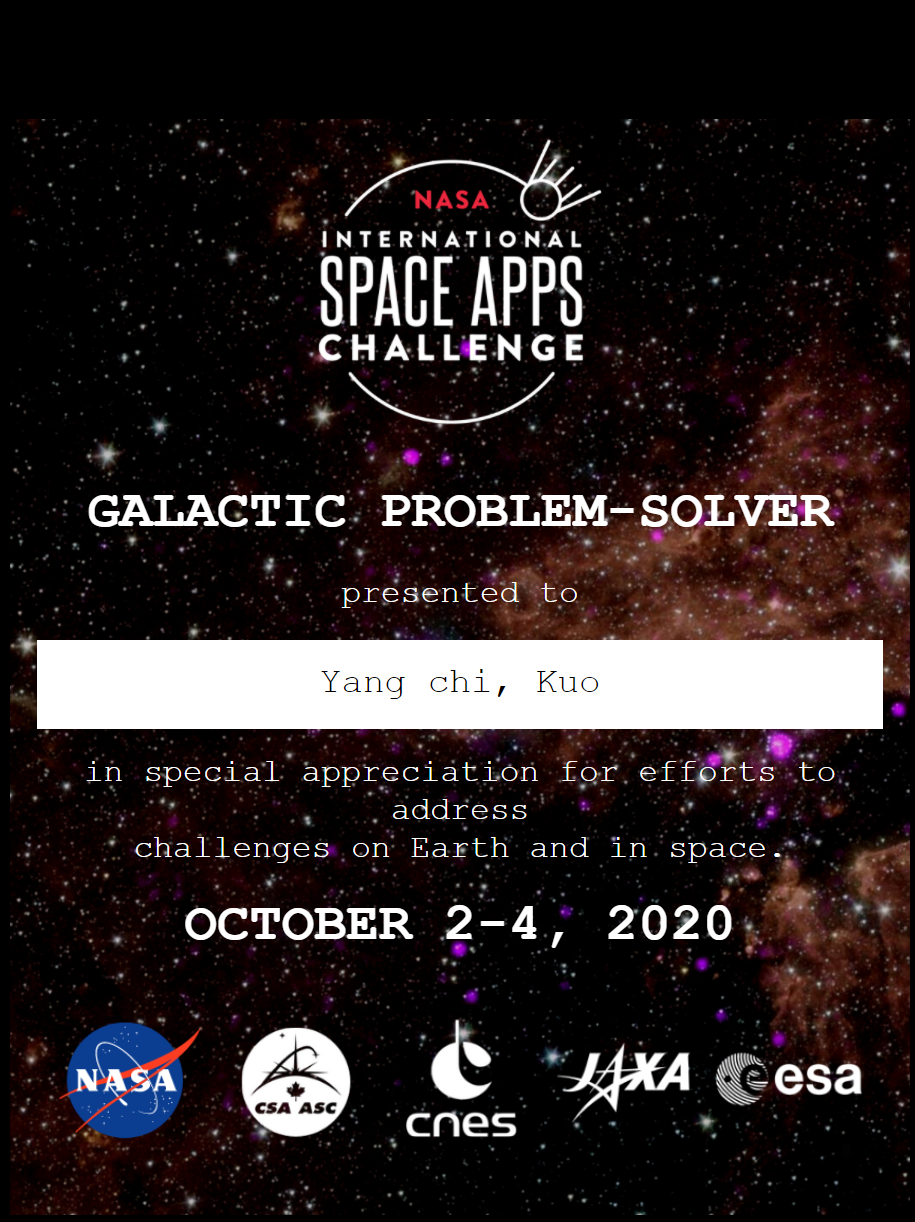 NASA
INTERNATIONAL
SPACE APPS
CHALLENGE
GALACTIC PROBLEM-SOLVER
presented to
Yang chi, Kuo
in special appreciation for efforts to
address
challenges on Earth and in space.
OCTOBER 2-4, 2020
NASA
CSA ASC
cnes
JAXA
esa